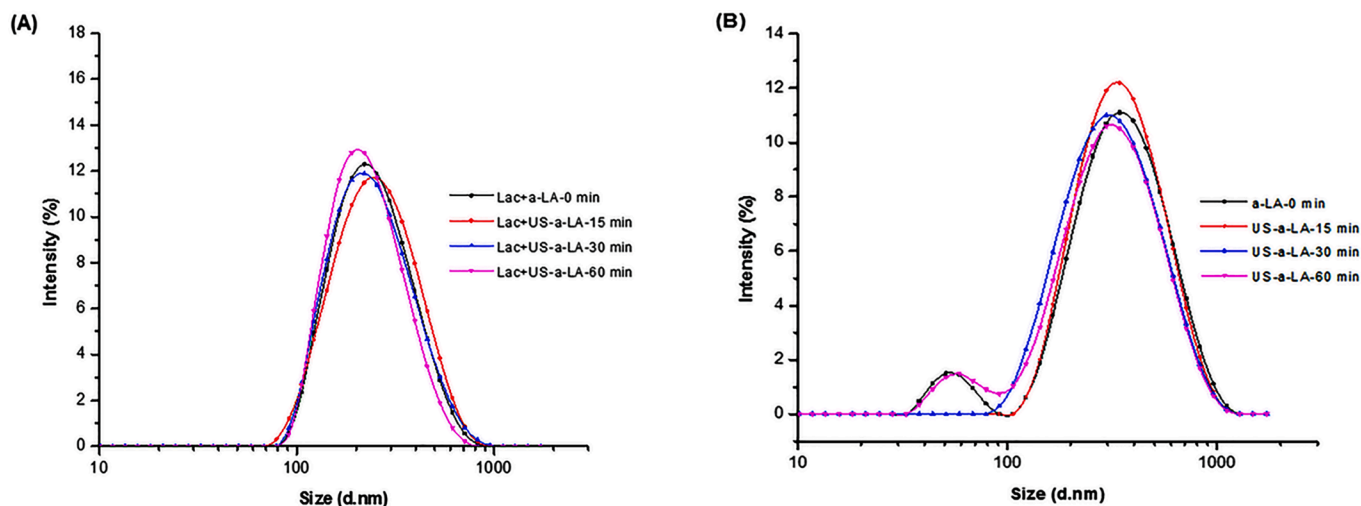 (A)
18
16
14
12
10
8
6
4
2
0
Intensity (%)
10
100
1000
Size (d.nm)
Lac+a-LA-0 min
Lac+US-a-LA-15 min
Lac+US-a-LA-30 min
Lac+US-a-LA-60 min
(B)
14
12
10
8
6
4
2
0
Intensity (%)
10
100
1000
Size (d.nm)
a-LA-0 min
US-a-LA-15 min
US-a-LA-30 min
US-a-LA-60 min